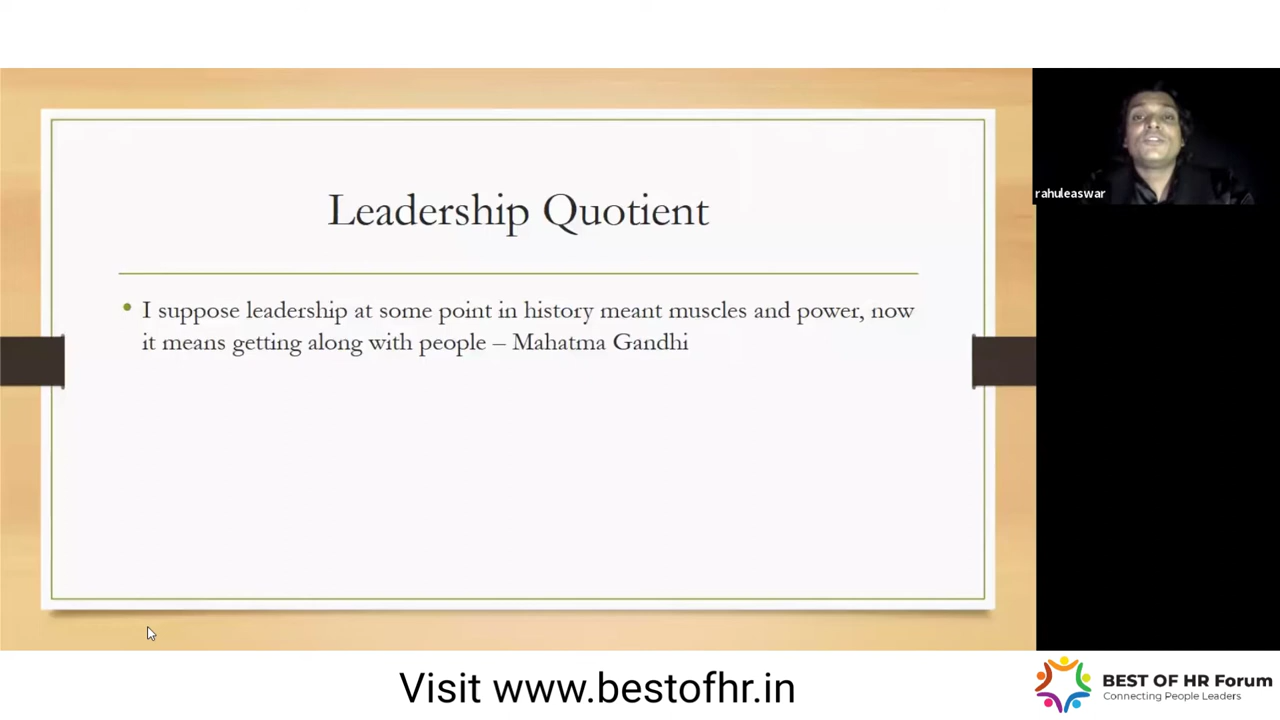 Leadership Quotient
• I suppose leadership at some point in history meant muscles and power, now
it means getting along with people – Mahatma Gandhi
rahuleaswar
Visit www.bestofhr.in
BEST OF HR Forum
Connecting People Leaders